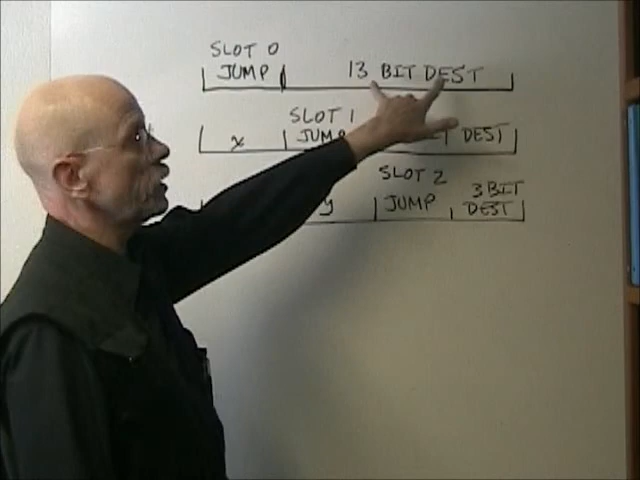 SLOT 0
JUMP 13 BIT DEST
SLOT 1
x JUMP DEST
SLOT 2
y JUMP 3 BIT
DEST